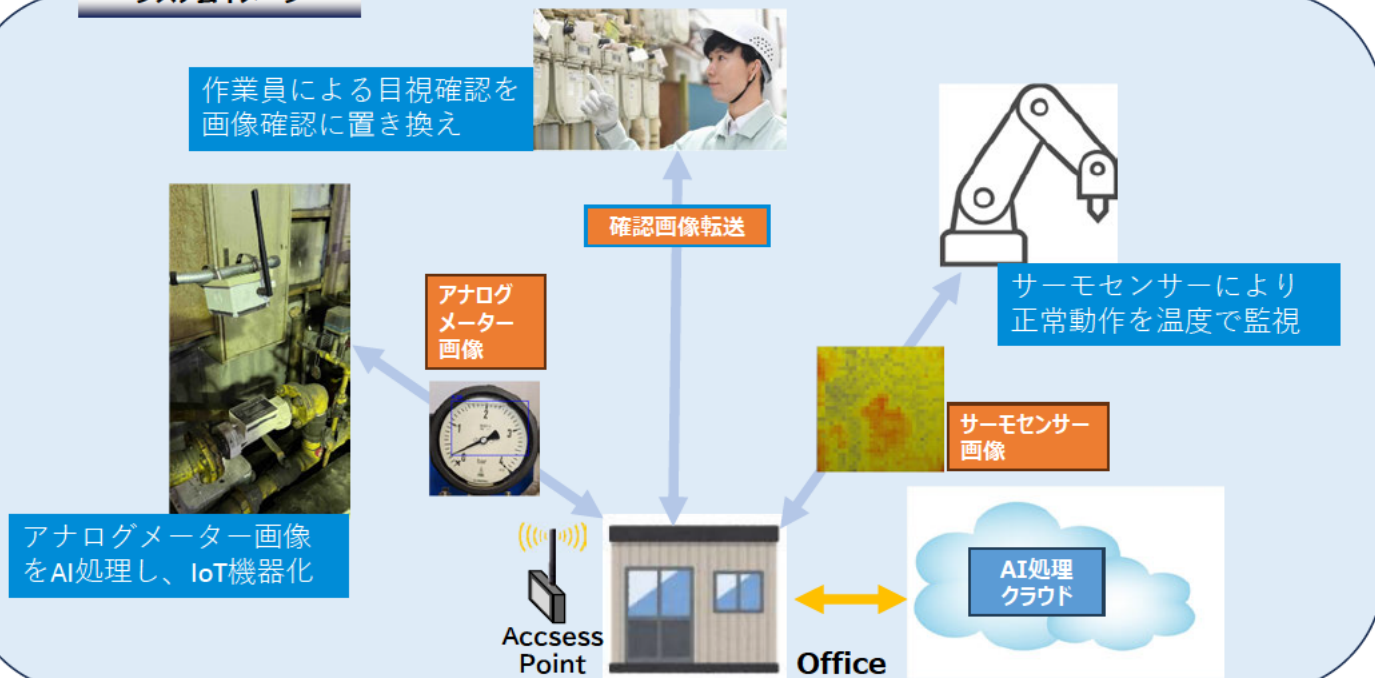 作業員による目視確認を
画像確認に置き換え
確認画像転送
サーモセンサーにより
正常動作を温度で監視
アナログ
メーター
画像
サーモセンサー
画像
アナログメーター画像
をAI処理し、IoT機器化
Accsess
Point
Office
AI処理
クラウド